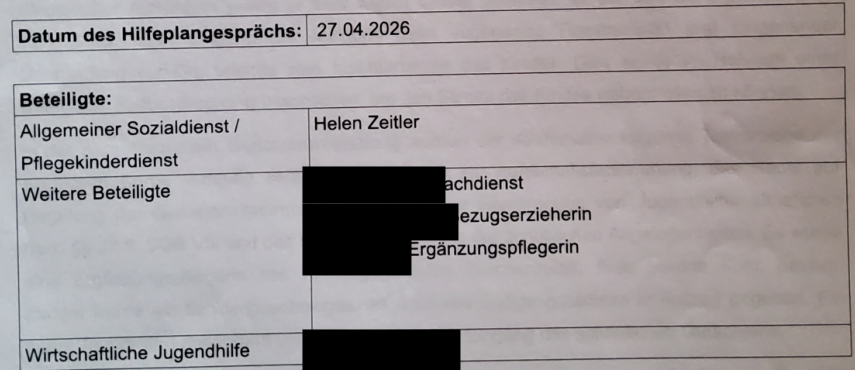 Datum des Hilfeplangesprächs: 27.04.2026
Beteiligte:
Allgemeiner Sozialdienst / Helen Zeitler
Pflegekinderdienst
Weitere Beteiligte achdienst
ezugserzieherin
Ergänzungspflegerin
Wirtschaftliche Jugendhilfe